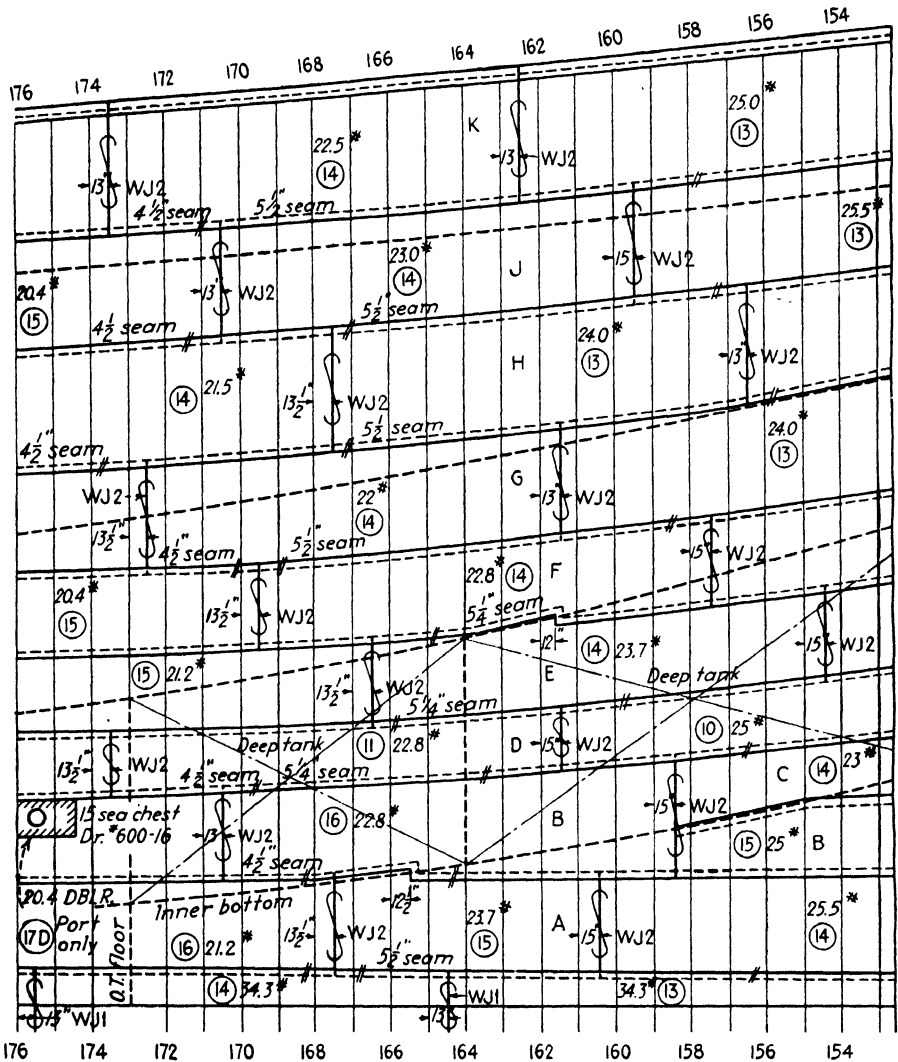 176 174 172 170 168 166 164 162 160 158 156 154
K
25.0#
13
22.5#
14
13 WJ2
13" WJ2
4 1/2" seam
5 1/2" seam
25.5#
13
23.0#
14
J
15 WJ2
20.4#
15
13" WJ2
5 1/2" seam
4 1/2 seam
24.0#
13
H
13" WJ2
14 21.5#
13 1/2" WJ2
5 1/2 seam
4 1/2" seam
24.0#
13
G
13" WJ2
22#
14
WJ2
13 1/2"
4 1/2" seam
5 1/2" seam
22.8# 14 F
15" WJ2
20.4#
15
13 1/2" WJ2
5 1/4" seam
12"
14 23.7#
15" WJ2
E
Deep tank
15 21.2#
13 1/2" WJ2
5 1/4" seam
10 25#
11 22.8#
D
15" WJ2
Deep tank
13 1/2" WJ2
4 1/2" seam
5 1/4" seam
C
14 23#
15 sea chest
Dr. #600-16
13" WJ2
16 22.8#
B
15" WJ2
15 25#
B
4 1/2" seam
20.4 DBLR.
17D Port only
Inner bottom
12 1/2"
16 21.2#
13 1/2" WJ2
5 1/2" seam
23.7#
15
A
15" WJ2
25.5#
14
O.T. floor
14 34.3#
WJ1
13"
34.3# 13
13" WJ1
176 174 172 170 168 166 164 162 160 158 156 154